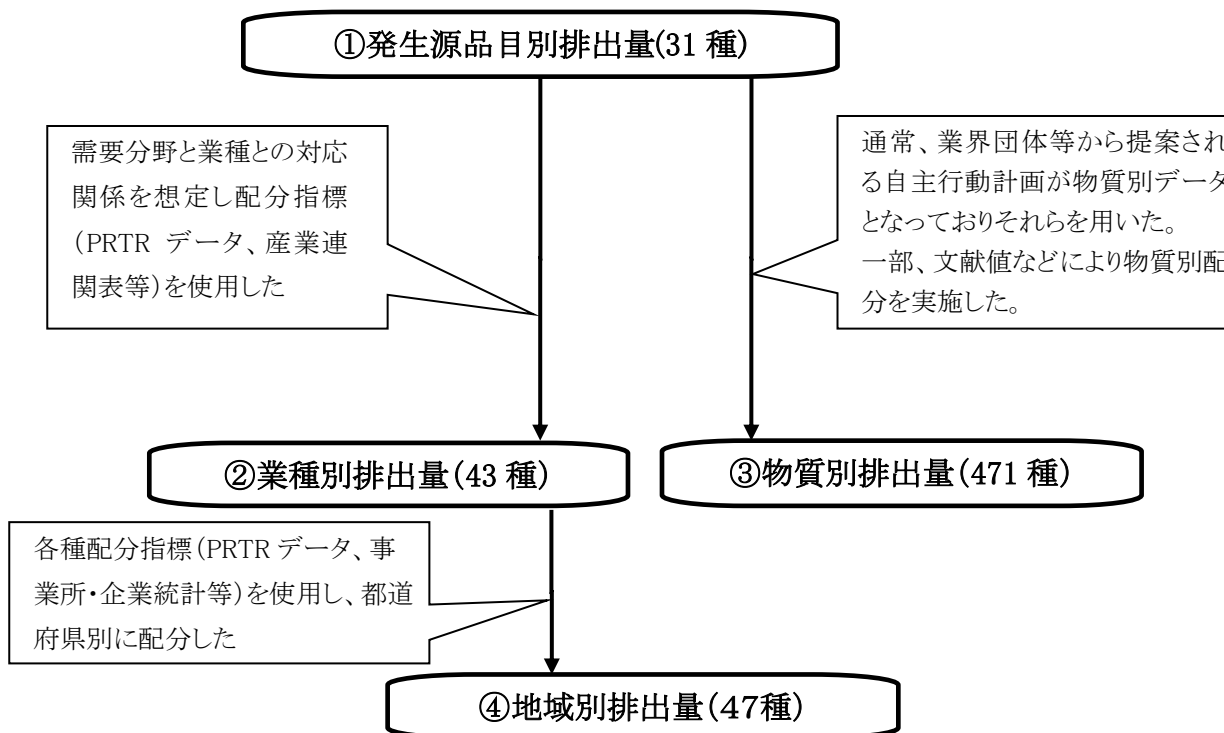 ①発生源品目別排出量(31 種)
需要分野と業種との対応
関係を想定し配分指標
(PRTR データ、産業連
関表等)を使用した
通常、業界団体等から提案され
る自主行動計画が物質別データ
となっておりそれらを用いた。
一部、文献値などにより物質別配
分を実施した。
②業種別排出量(43 種)
③物質別排出量(471 種)
各種配分指標(PRTR データ、事
業所・企業統計等)を使用し、都道
府県別に配分した
④地域別排出量(47種)